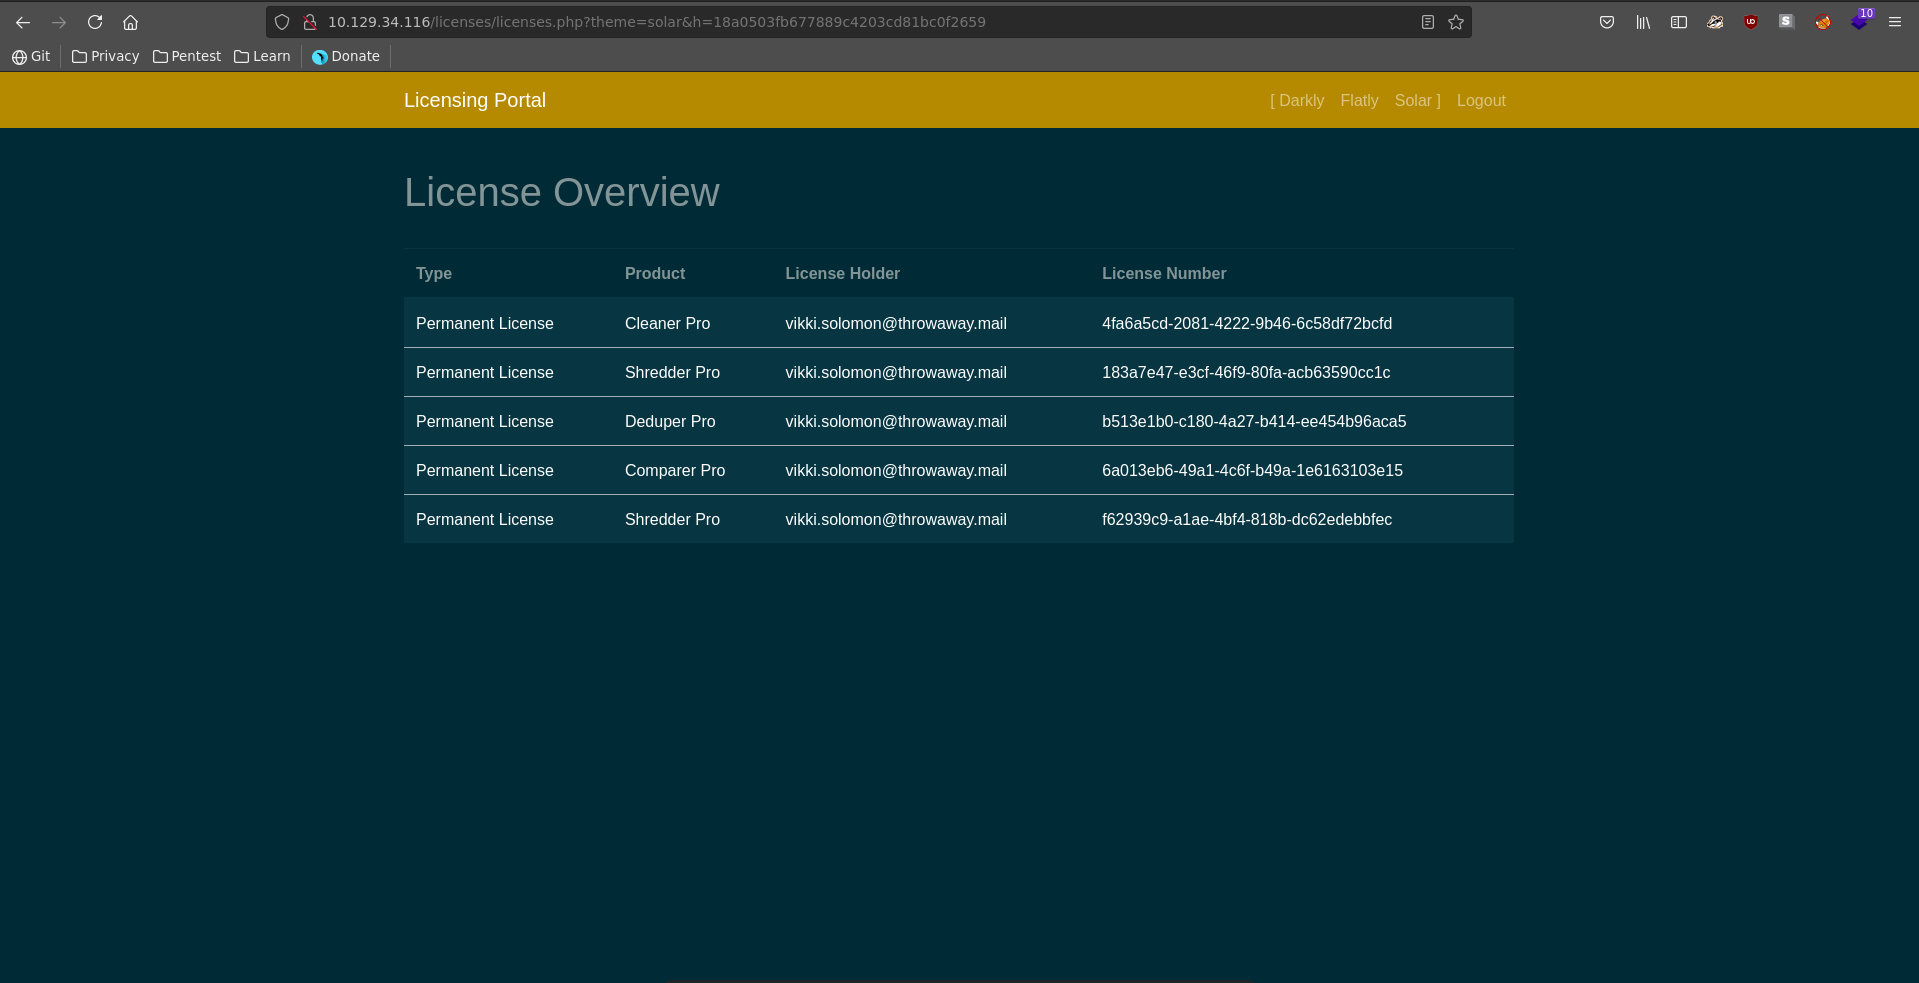 10.129.34.116/licenses/licenses.php?theme=solar&h=18a0503fb677889c4203cd81bc0f2659
10
Git Privacy Pentest Learn Donate
Licensing Portal [ Darkly Flatly Solar ] Logout
License Overview
Type Product License Holder License Number
Permanent License Cleaner Pro vikki.solomon@throwaway.mail 4fa6a5cd-2081-4222-9b46-6c58df72bcfd
Permanent License Shredder Pro vikki.solomon@throwaway.mail 183a7e47-e3cf-46f9-80fa-acb63590cc1c
Permanent License Deduper Pro vikki.solomon@throwaway.mail b513e1b0-c180-4a27-b414-ee454b96aca5
Permanent License Comparer Pro vikki.solomon@throwaway.mail 6a013eb6-49a1-4c6f-b49a-1e6163103e15
Permanent License Shredder Pro vikki.solomon@throwaway.mail f62939c9-a1ae-4bf4-818b-dc62edebbfec